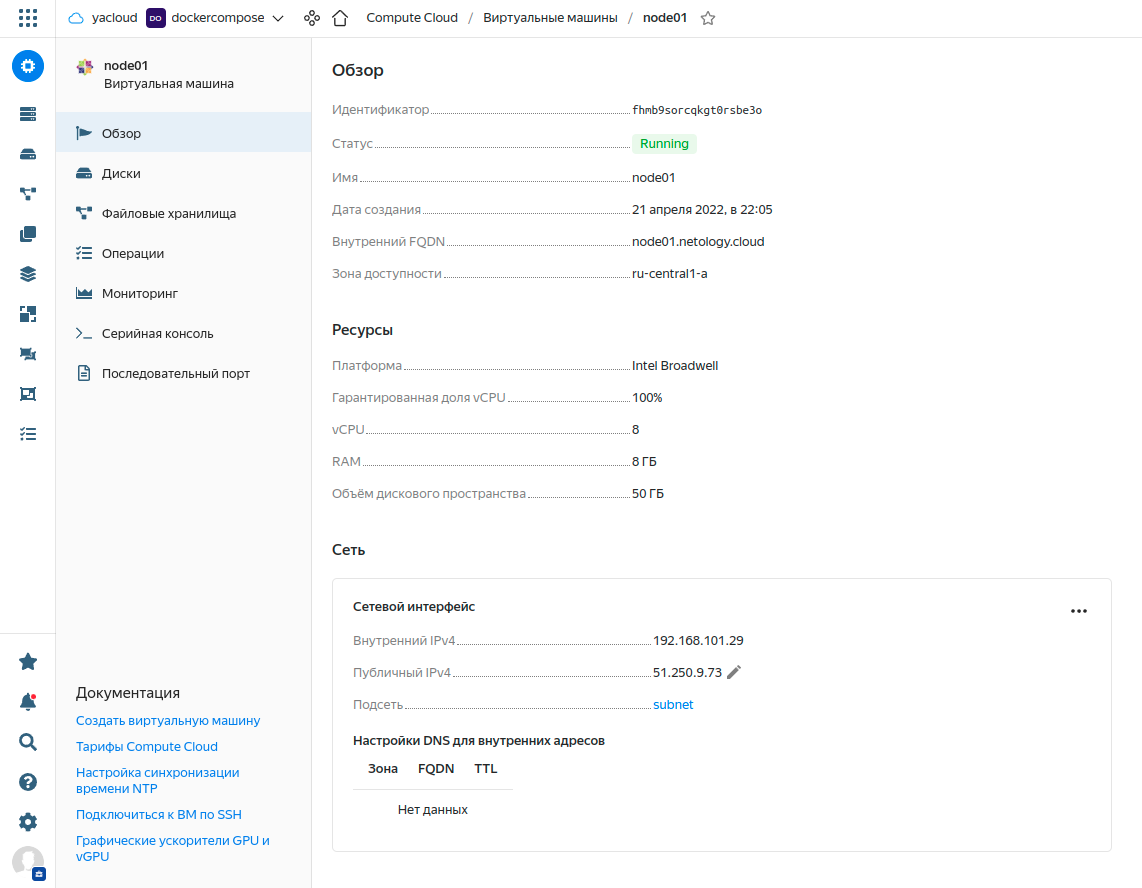 yacloud DO dockercompose Compute Cloud / Виртуальные машины / node01
node01
Виртуальная машина
Обзор
Диски
Файловые хранилища
Операции
Мониторинг
Серийная консоль
Последовательный порт
Документация
Создать виртуальную машину
Тарифы Compute Cloud
Настройка синхронизации
времени NTP
Подключиться к ВМ по SSH
Графические ускорители GPU и
vGPU
Обзор
Идентификатор fhmb9sorcqkgt0rsbe3o
Статус Running
Имя node01
Дата создания 21 апреля 2022, в 22:05
Внутренний FQDN node01.netology.cloud
Зона доступности ru-central1-a
Ресурсы
Платформа Intel Broadwell
Гарантированная доля vCPU 100%
vCPU 8
RAM 8 ГБ
Объём дискового пространства 50 ГБ
Сеть
Сетевой интерфейс
Внутренний IPv4 192.168.101.29
Публичный IPv4 51.250.9.73
Подсеть subnet
Настройки DNS для внутренних адресов
Зона FQDN TTL
Нет данных